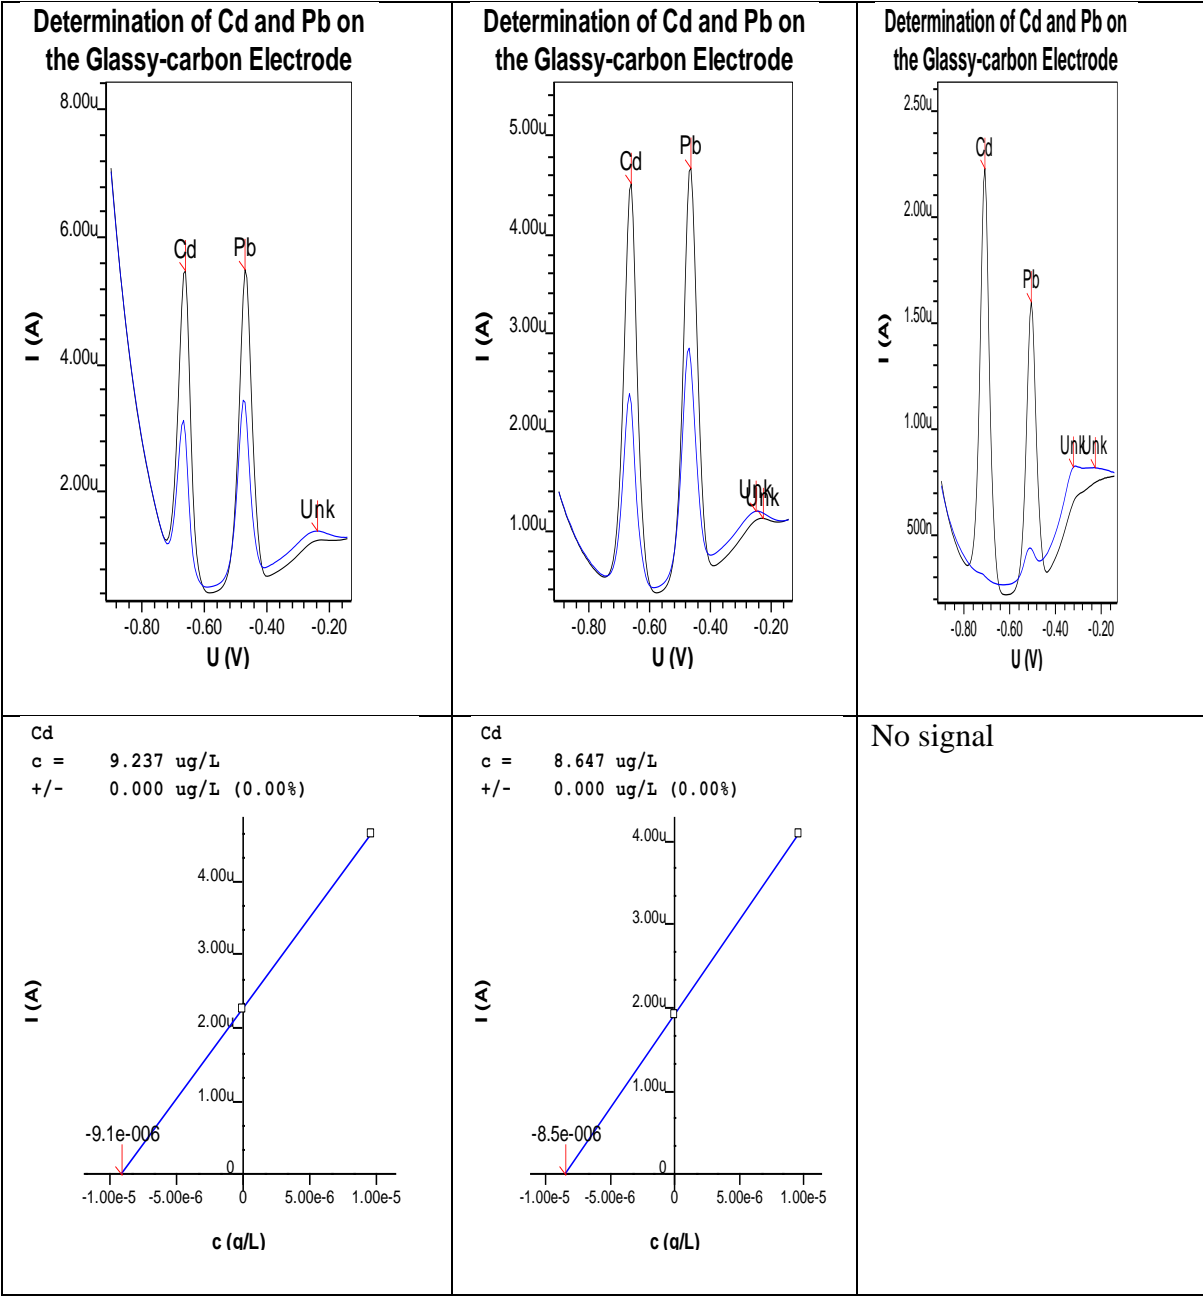 Determination of Cd and Pb on
the Glassy-carbon Electrode
8.00u
6.00u
4.00u
2.00u
I (A)
Cd
Pb
Unk
-0.80 -0.60 -0.40 -0.20
U (V)
Determination of Cd and Pb on
the Glassy-carbon Electrode
5.00u
4.00u
3.00u
2.00u
1.00u
I (A)
Cd
Pb
Unk
Unk
-0.80 -0.60 -0.40 -0.20
U (V)
Determination of Cd and Pb on
the Glassy-carbon Electrode
2.50u
2.00u
1.50u
1.00u
500n
I (A)
Cd
Pb
Unk
Unk
-0.80 -0.60 -0.40 -0.20
U (V)
Cd
c = 9.237 ug/L
+/- 0.000 ug/L (0.00%)
4.00u
3.00u
2.00u
1.00u
0
I (A)
-9.1e-006
-1.00e-5 -5.00e-6 0 5.00e-6 1.00e-5
c (g/L)
Cd
c = 8.647 ug/L
+/- 0.000 ug/L (0.00%)
4.00u
3.00u
2.00u
1.00u
0
I (A)
-8.5e-006
-1.00e-5 -5.00e-6 0 5.00e-6 1.00e-5
c (g/L)
No signal